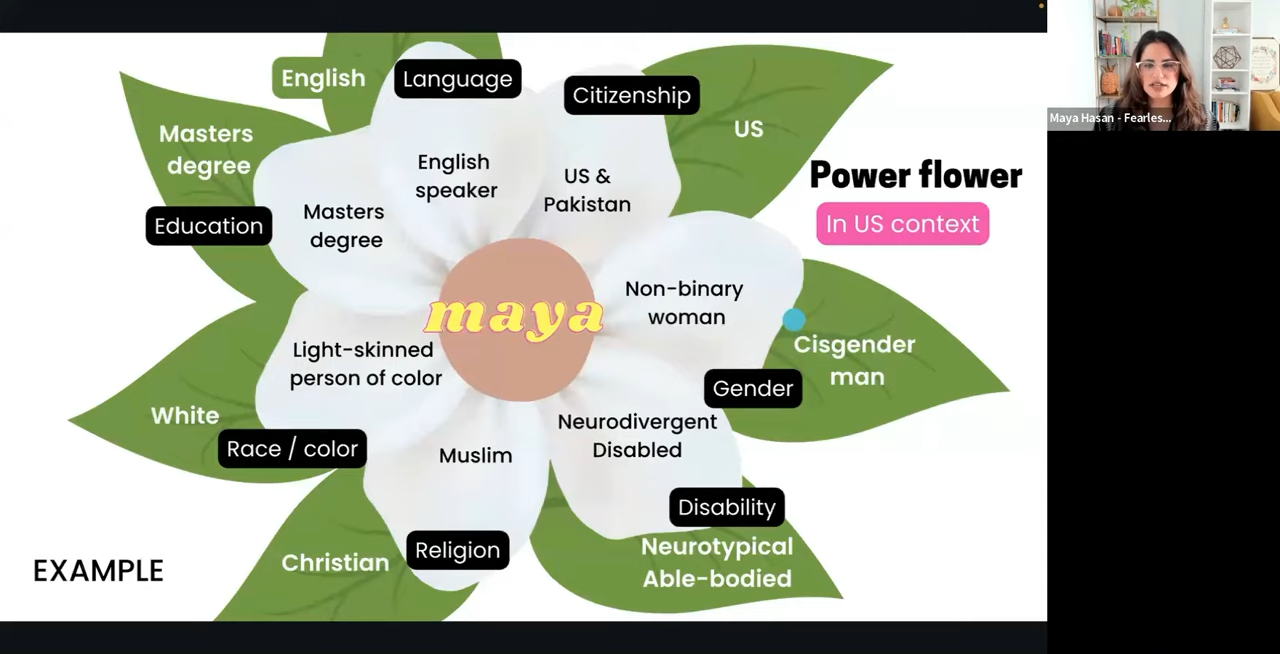 English
Language
Citizenship
Masters
degree
US
English
speaker
US &
Pakistan
Power flower
In US context
Education
Masters
degree
maya
Non-binary
woman
Cisgender
man
Gender
Light-skinned
person of color
White
Race / color
Neurodivergent
Disabled
Muslim
Disability
Neurotypical
Able-bodied
Religion
Christian
EXAMPLE
Maya Hasan - Fearles...